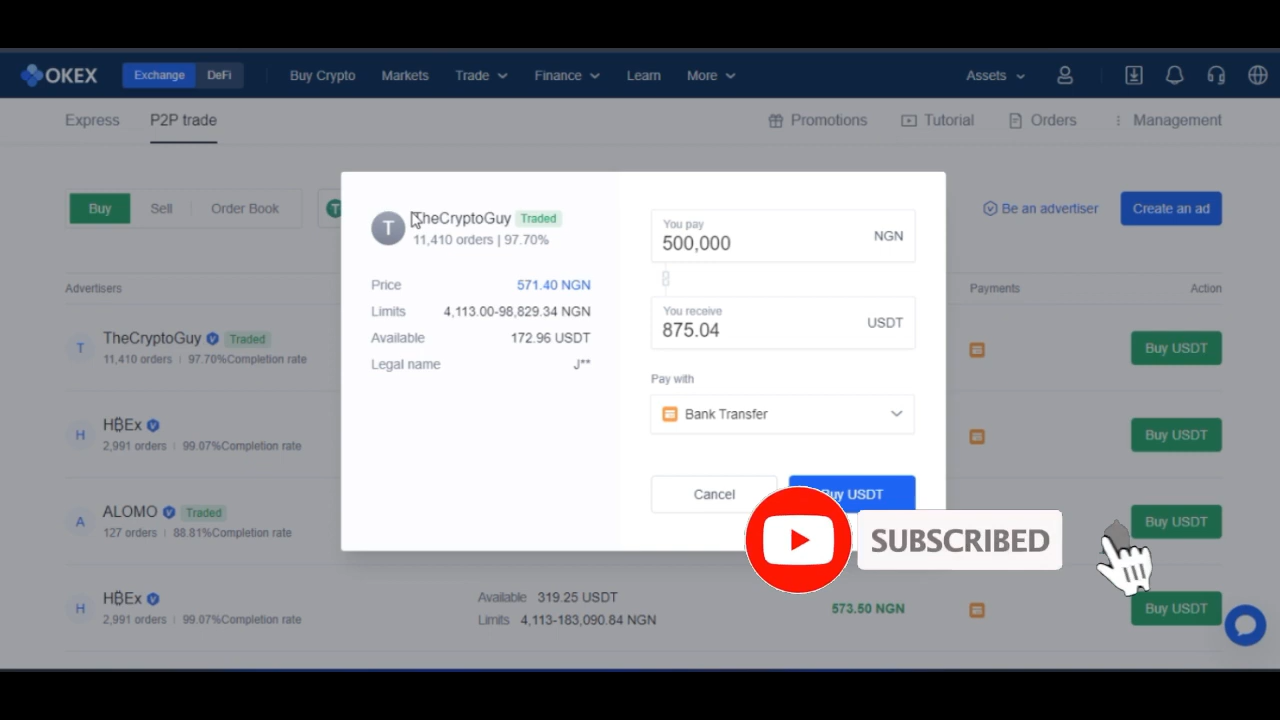 OKEX Exchange DeFi Buy Crypto Markets Trade Finance Learn More Assets
Express P2P trade Promotions Tutorial Orders Management
Buy Sell Order Book T Be an advertiser Create an ad
Advertisers Payments Action
T TheCryptoGuy Traded Buy USDT
11,410 orders | 97.70%Completion rate
H HɃEx Buy USDT
2,991 orders | 99.07%Completion rate
A ALOMO Traded Buy USDT
127 orders | 88.81%Completion rate
H HɃEx Available 319.25 USDT 573.50 NGN Buy USDT
2,991 orders | 99.07%Completion rate Limits 4,113-183,090.84 NGN
T TheCryptoGuy Traded
11,410 orders | 97.70%
Price 571.40 NGN
Limits 4,113.00-98,829.34 NGN
Available 172.96 USDT
Legal name J**
You pay
500,000 NGN
You receive
875.04 USDT
Pay with
Bank Transfer
Cancel Buy USDT
SUBSCRIBED